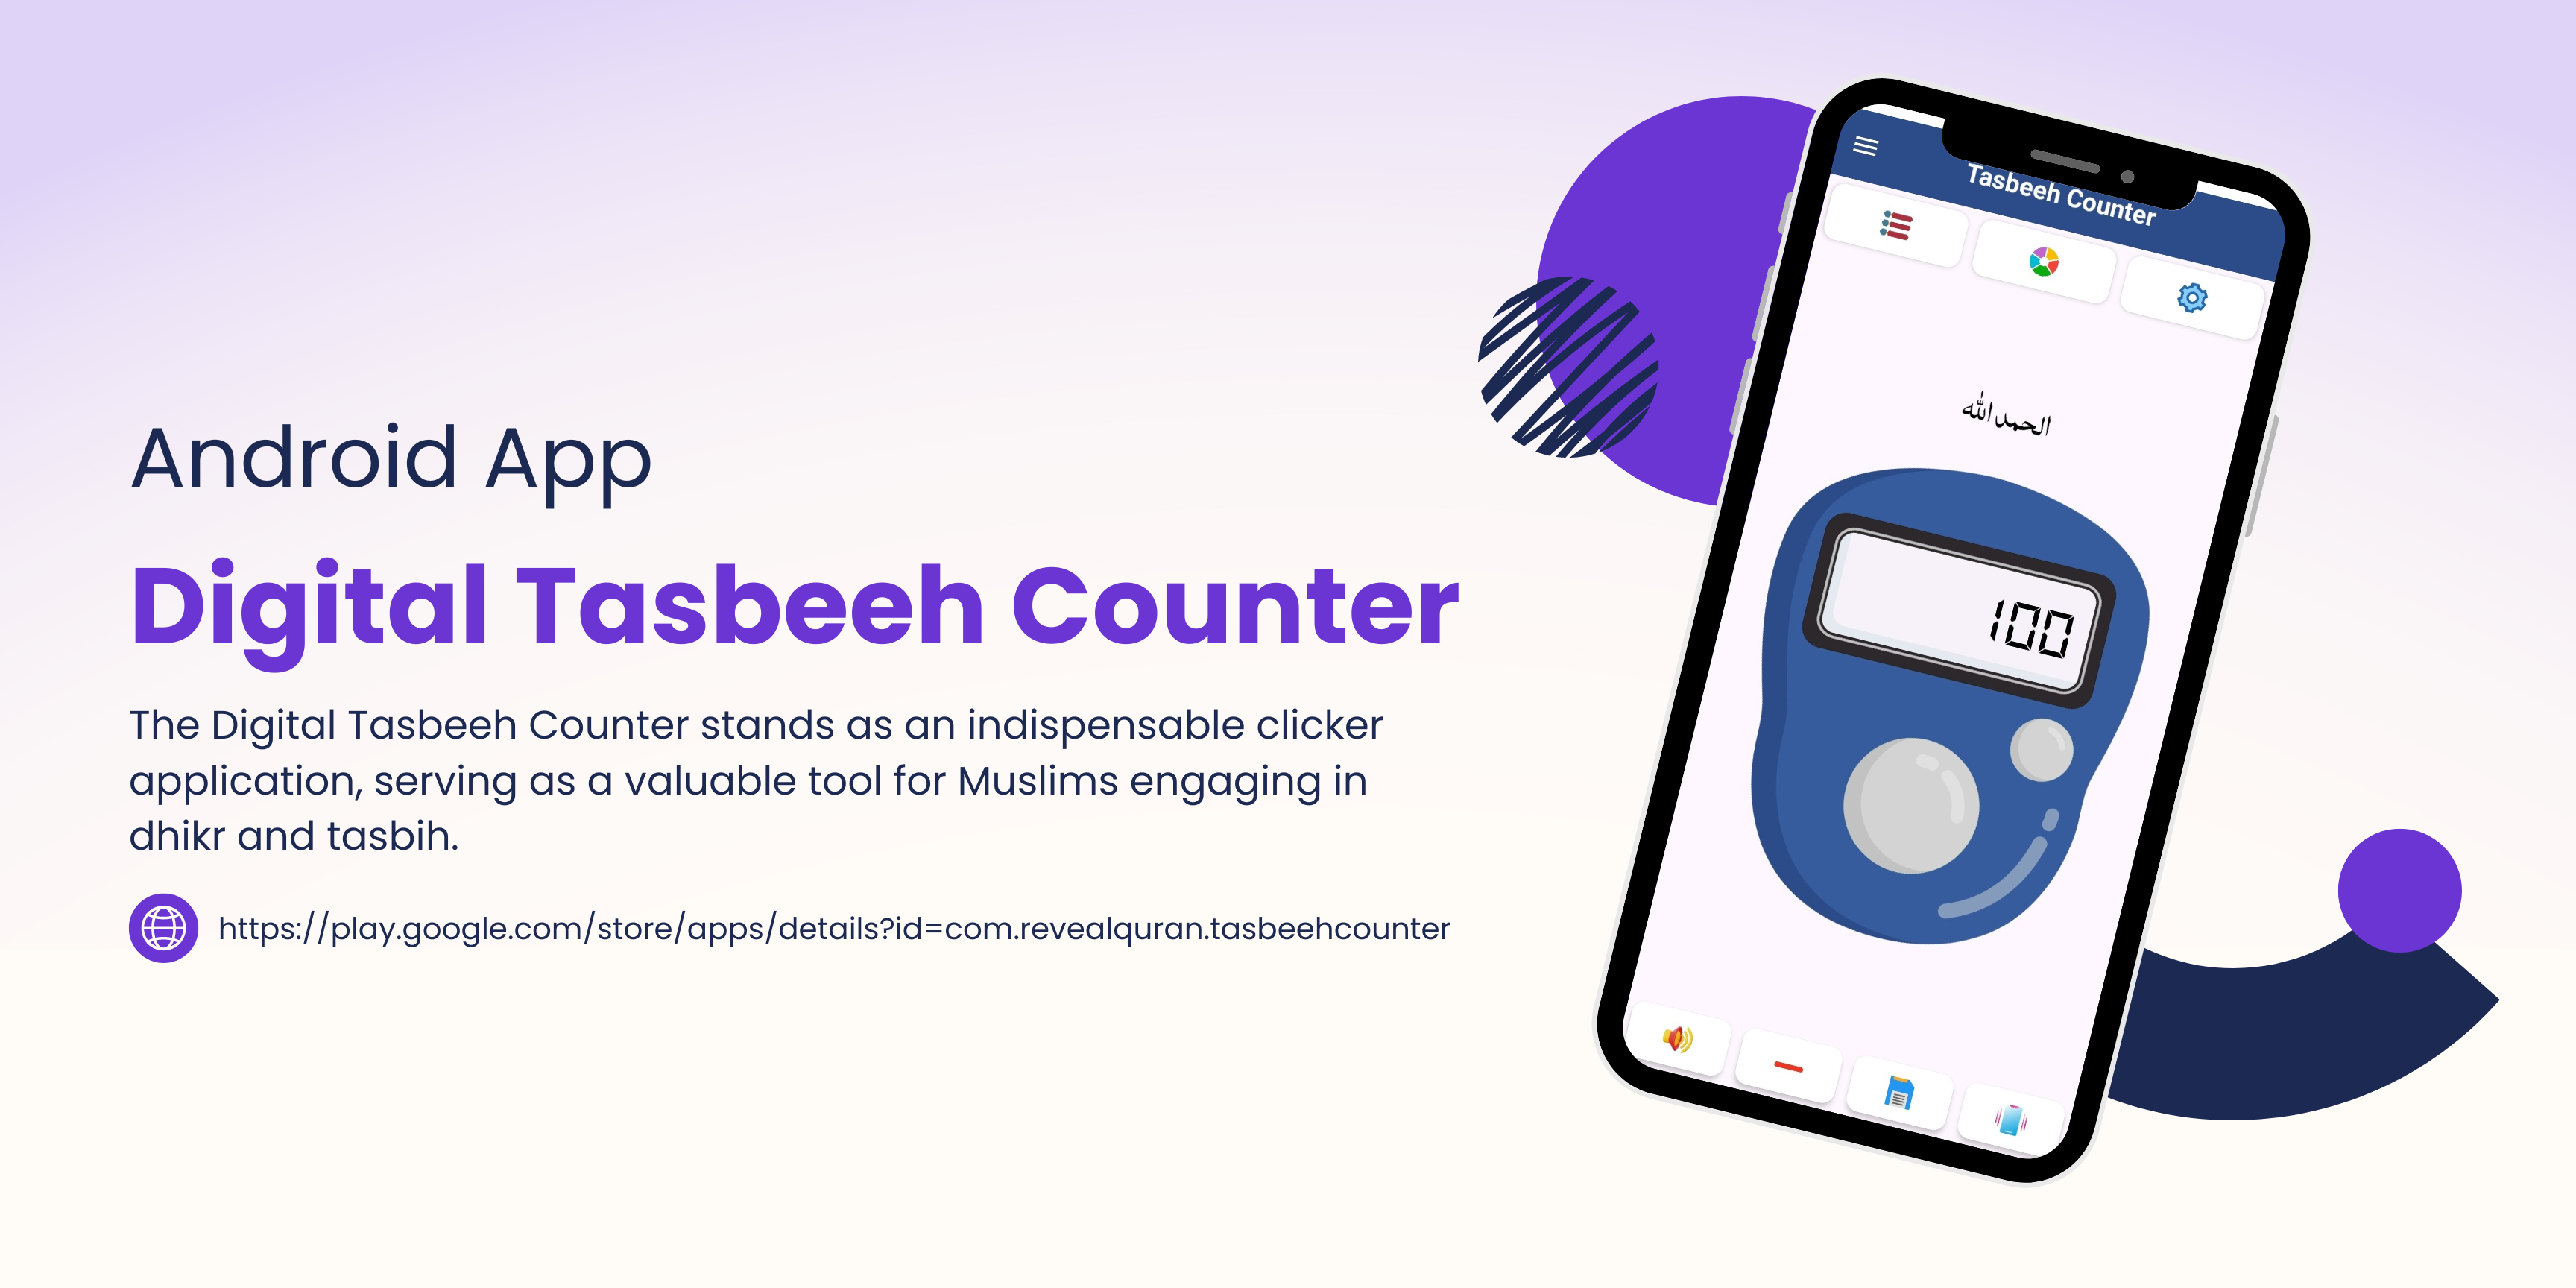 Android App
Digital Tasbeeh Counter
The Digital Tasbeeh Counter stands as an indispensable clicker
application, serving as a valuable tool for Muslims engaging in
dhikr and tasbih.
https://play.google.com/store/apps/details?id=com.revealquran.tasbeehcounter
Tasbeeh Counter
الحمد الله
100